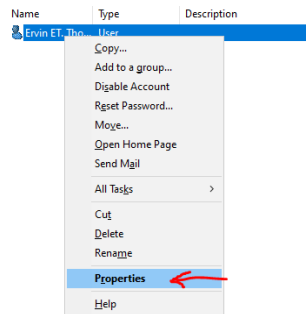 Name Type Description
Ervin ET. Tho... User
Copy...
Add to a group...
Disable Account
Reset Password...
Move...
Open Home Page
Send Mail
All Tasks >
Cut
Delete
Rename
Properties
Help